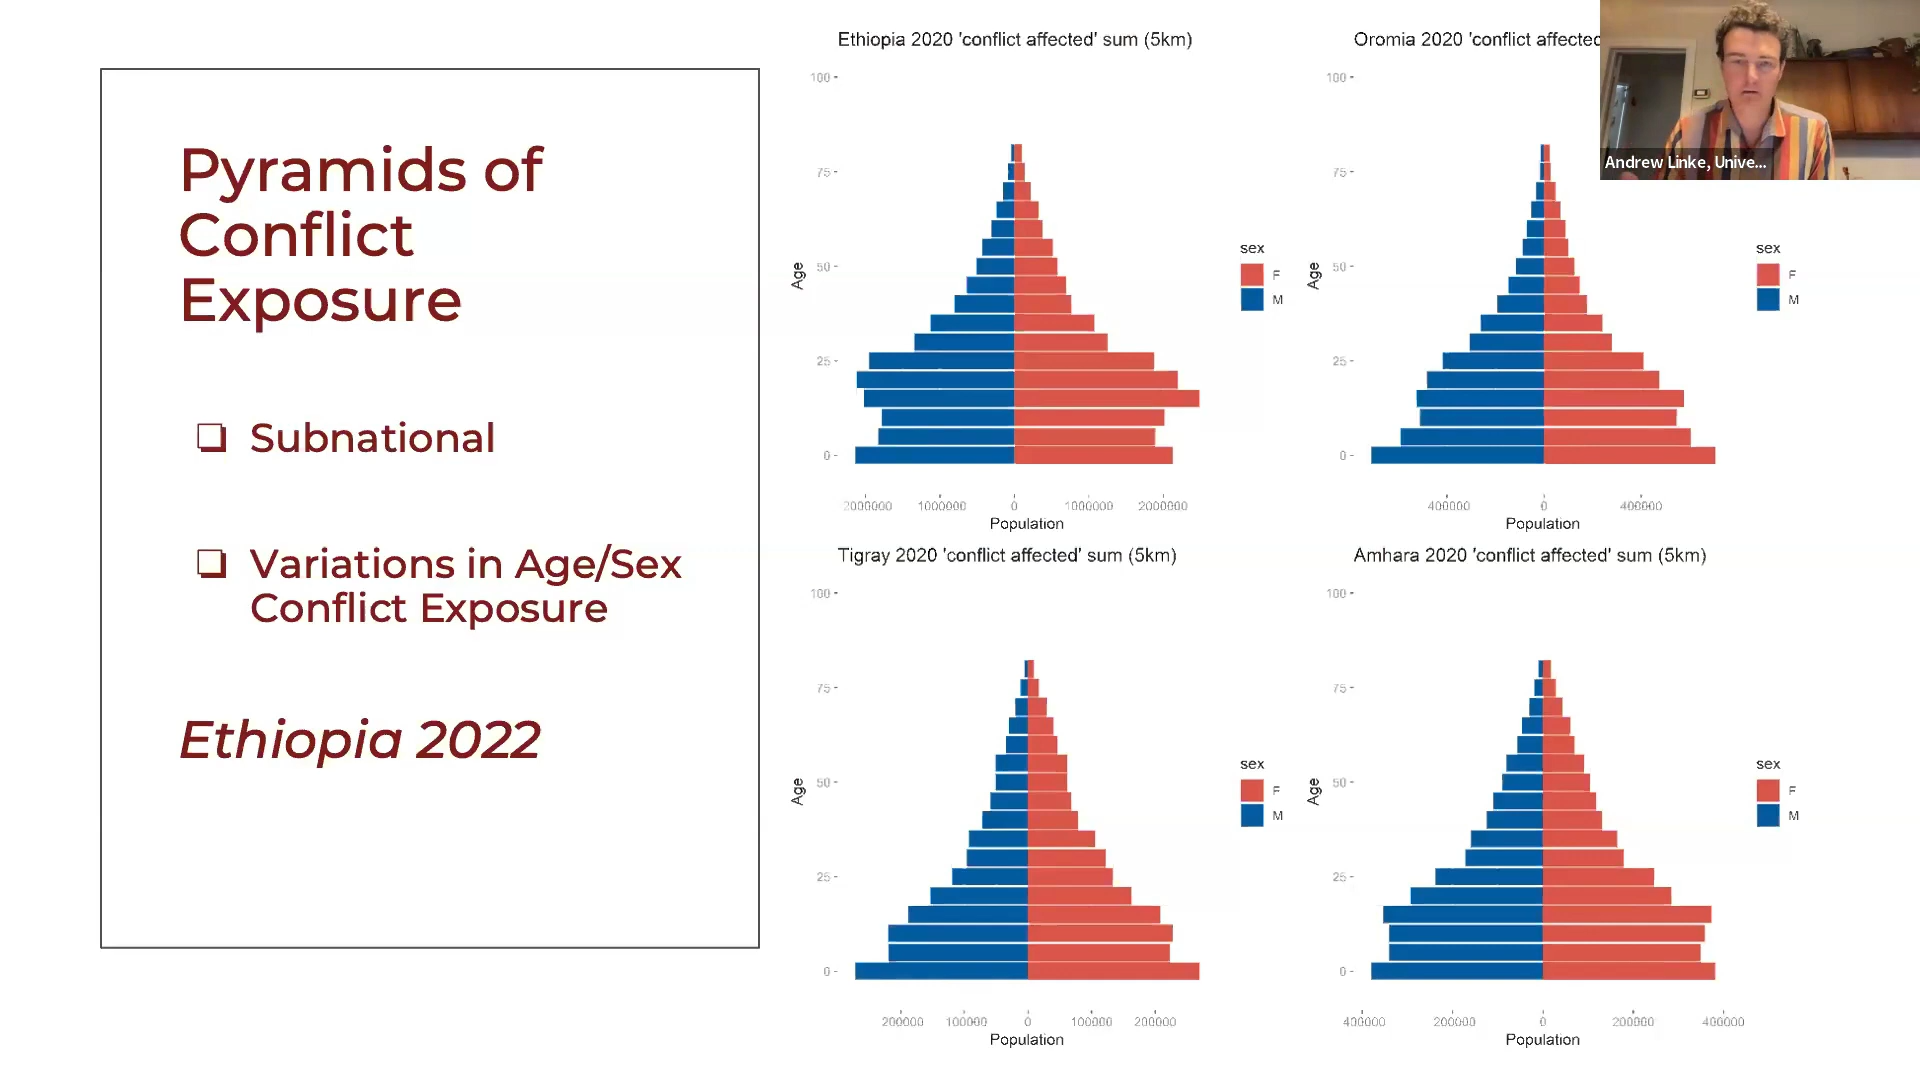 Pyramids of
Conflict
Exposure
❑ Subnational
❑ Variations in Age/Sex
Conflict Exposure
Ethiopia 2022
Ethiopia 2020 'conflict affected' sum (5km)
100
75
50
25
0
Age
2000000 1000000 0 1000000 2000000
Population
sex
F
M
Oromia 2020 'conflict affected
100
75
50
25
0
Age
400000 0 400000
Population
sex
F
M
Andrew Linke, Unive...
Tigray 2020 'conflict affected' sum (5km)
100
75
50
25
0
Age
200000 100000 0 100000 200000
Population
sex
F
M
Amhara 2020 'conflict affected' sum (5km)
100
75
50
25
0
Age
400000 200000 0 200000 400000
Population
sex
F
M